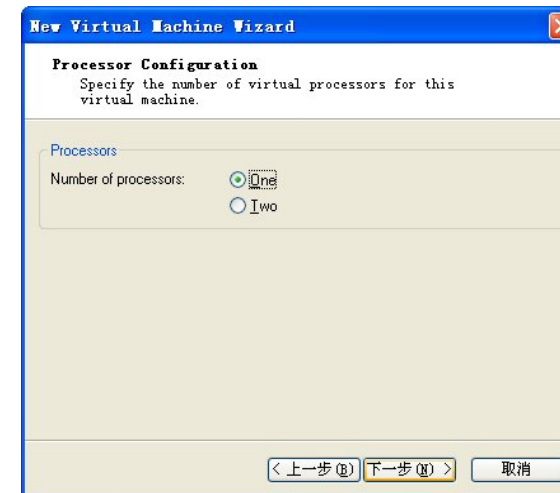 New Virtual Machine Wizard
Processor Configuration
Specify the number of virtual processors for this
virtual machine.
Processors
Number of processors:
One
Two
< 上一步(B) 下一步(N) > 取消